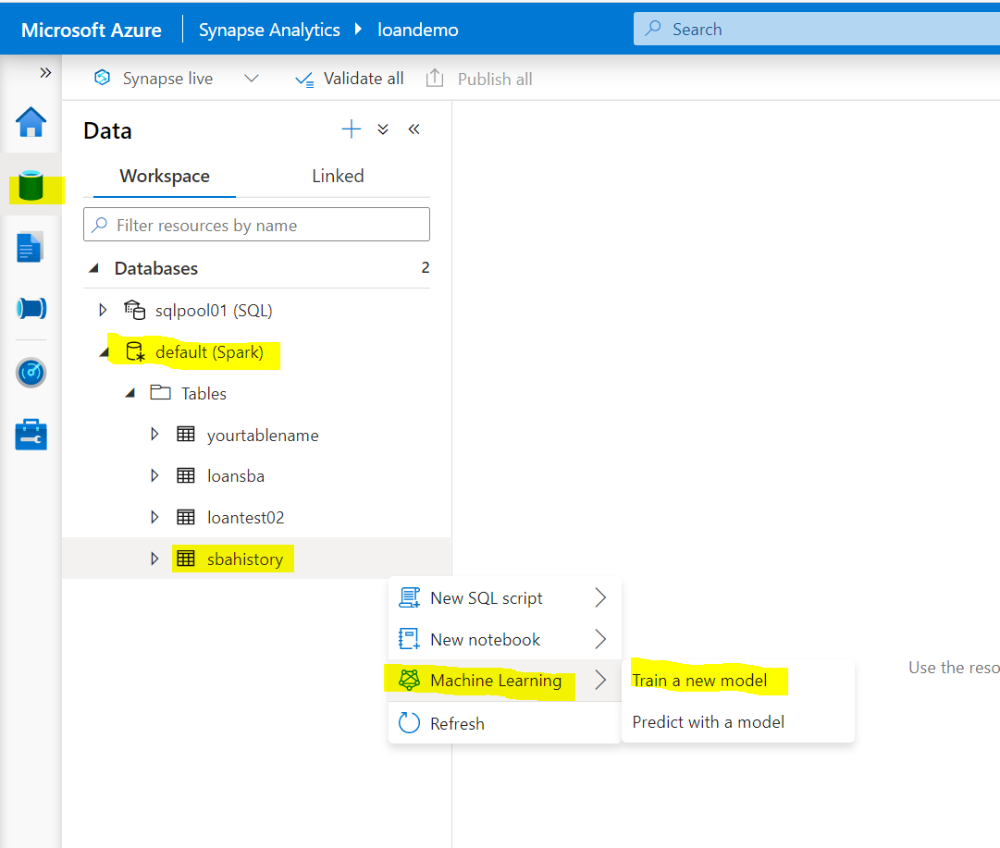 Microsoft Azure Synapse Analytics loandemo Search
Synapse live Validate all Publish all
Data
Workspace Linked
Filter resources by name
Databases 2
sqlpool01 (SQL)
default (Spark)
Tables
yourtablename
loansba
loantest02
sbahistory
New SQL script
New notebook
Machine Learning
Refresh
Train a new model
Predict with a model
Use the reso